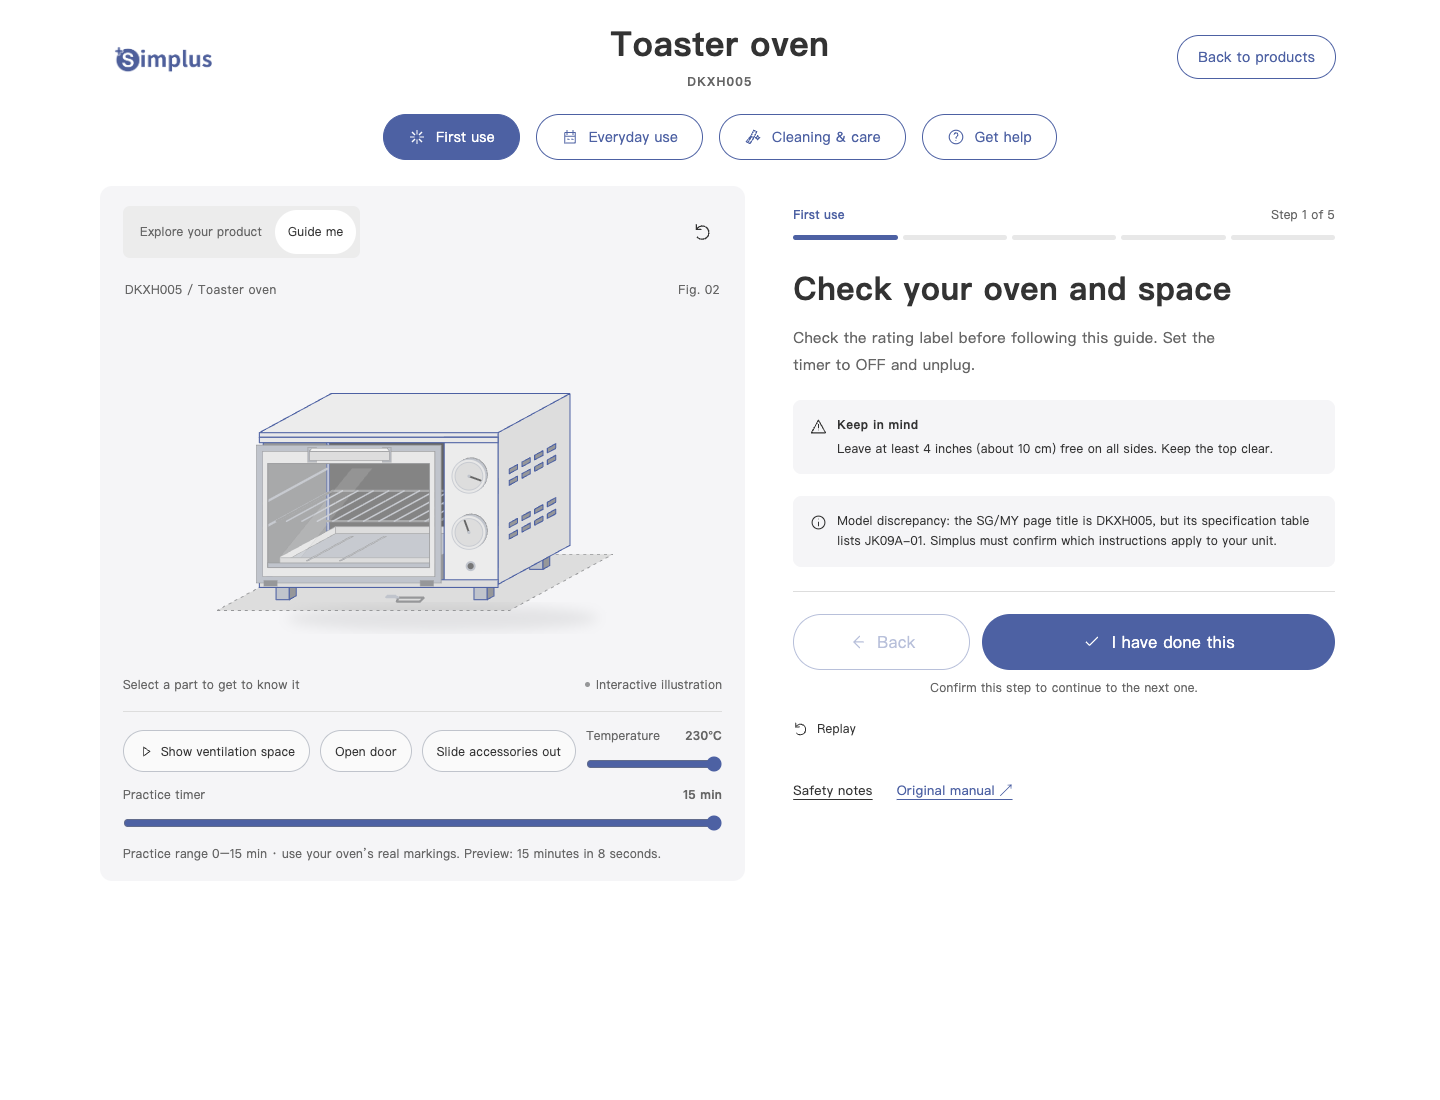 Simplus
Toaster oven
DKXH005
Back to products
First use
Everyday use
Cleaning & care
Get help
Explore your product
Guide me
DKXH005 / Toaster oven
Fig. 02
Select a part to get to know it
Interactive illustration
Show ventilation space
Open door
Slide accessories out
Temperature
230°C
Practice timer
15 min
Practice range 0–15 min · use your oven's real markings. Preview: 15 minutes in 8 seconds.
First use
Step 1 of 5
Check your oven and space
Check the rating label before following this guide. Set the
timer to OFF and unplug.
Keep in mind
Leave at least 4 inches (about 10 cm) free on all sides. Keep the top clear.
Model discrepancy: the SG/MY page title is DKXH005, but its specification table
lists JK09A-01. Simplus must confirm which instructions apply to your unit.
Back
I have done this
Confirm this step to continue to the next one.
Replay
Safety notes
Original manual